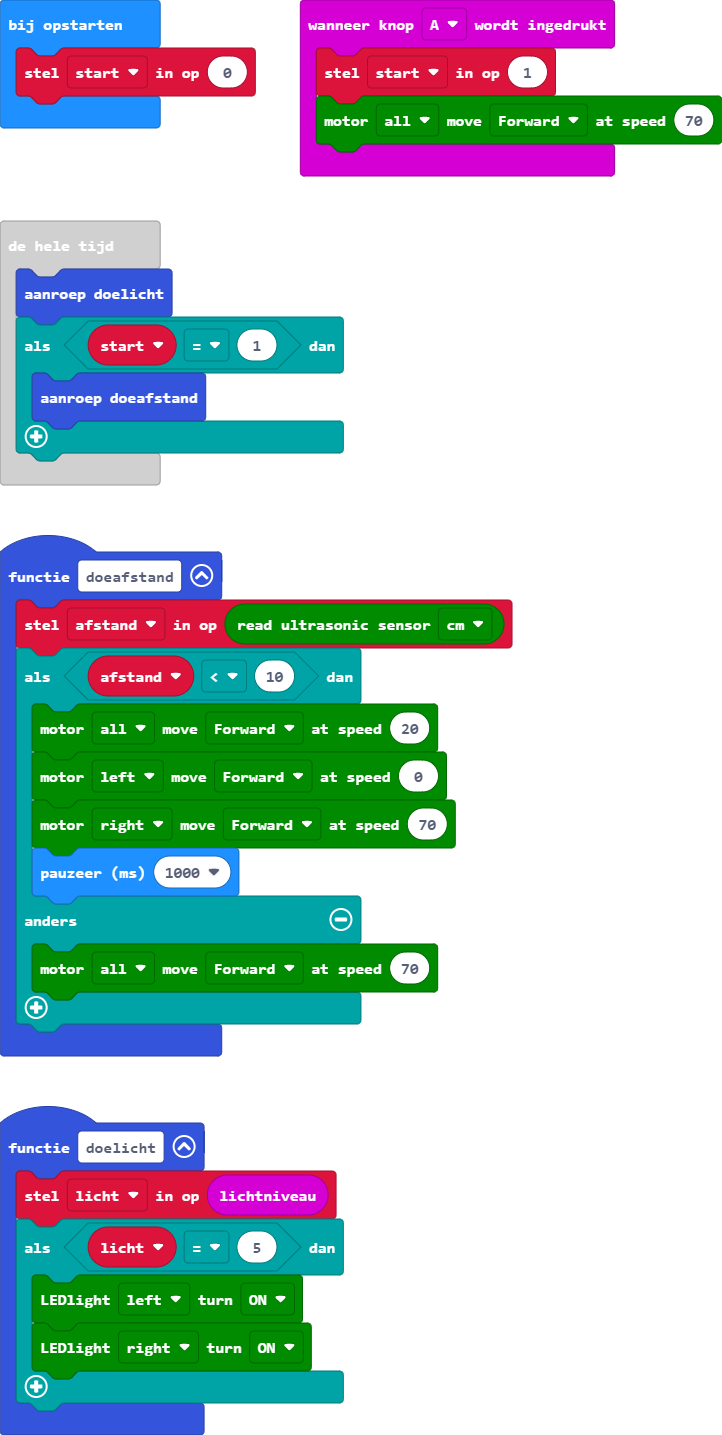 bij opstarten
stel start in op 0
wanneer knop A wordt ingedrukt
stel start in op 1
motor all move Forward at speed 70
de hele tijd
aanroep doelicht
als start = 1 dan
aanroep doeafstand
functie doeafstand
stel afstand in op read ultrasonic sensor cm
als afstand < 10 dan
motor all move Forward at speed 20
motor left move Forward at speed 0
motor right move Forward at speed 70
pauzeer (ms) 1000
anders
motor all move Forward at speed 70
functie doelicht
stel licht in op lichtniveau
als licht = 5 dan
LEDlight left turn ON
LEDlight right turn ON